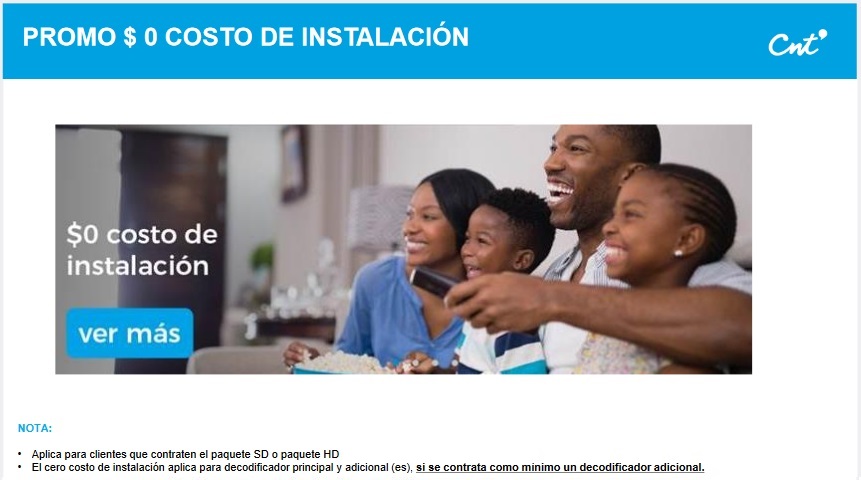 PROMO $ 0 COSTO DE INSTALACIÓN
Cnt
$0 costo de
instalación
ver más
NOTA:
• Aplica para clientes que contraten el paquete SD o paquete HD
• El cero costo de instalación aplica para decodificador principal y adicional (es), si se contrata como mínimo un decodificador adicional.